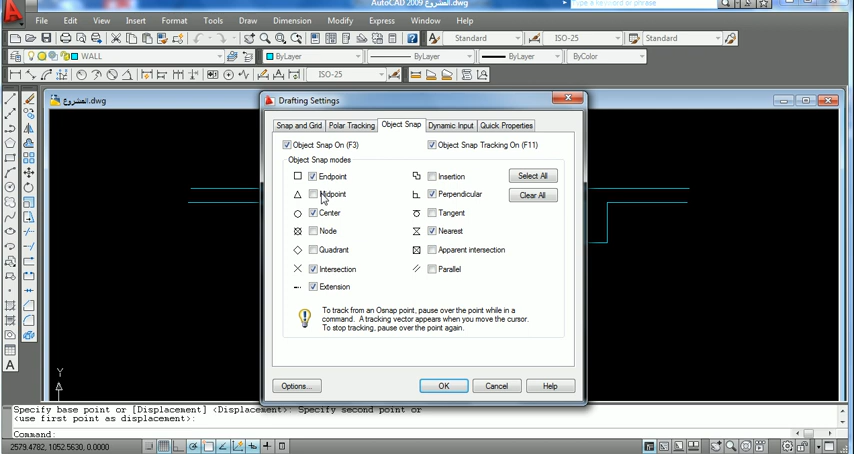 AutoCAD 2009 المشروع.dwg
Type a keyword or phrase
File Edit View Insert Format Tools Draw Dimension Modify Express Window Help
Standard ISO-25 Standard
WALL ByLayer ByLayer ByLayer ByColor
ISO-25
المشروع.dwg
Drafting Settings
Snap and Grid Polar Tracking Object Snap Dynamic Input Quick Properties
Object Snap On (F3) Object Snap Tracking On (F11)
Object Snap modes
Endpoint Insertion Select All
Midpoint Perpendicular Clear All
Center Tangent
Node Nearest
Quadrant Apparent intersection
Intersection Parallel
Extension
To track from an Osnap point, pause over the point while in a
command. A tracking vector appears when you move the cursor.
To stop tracking, pause over the point again.
Options... OK Cancel Help
Y
Specify base point or [Displacement] <Displacement>: Specify second point or
<use first point as displacement>:
Command:
2579.4782, 1052.5630, 0.0000